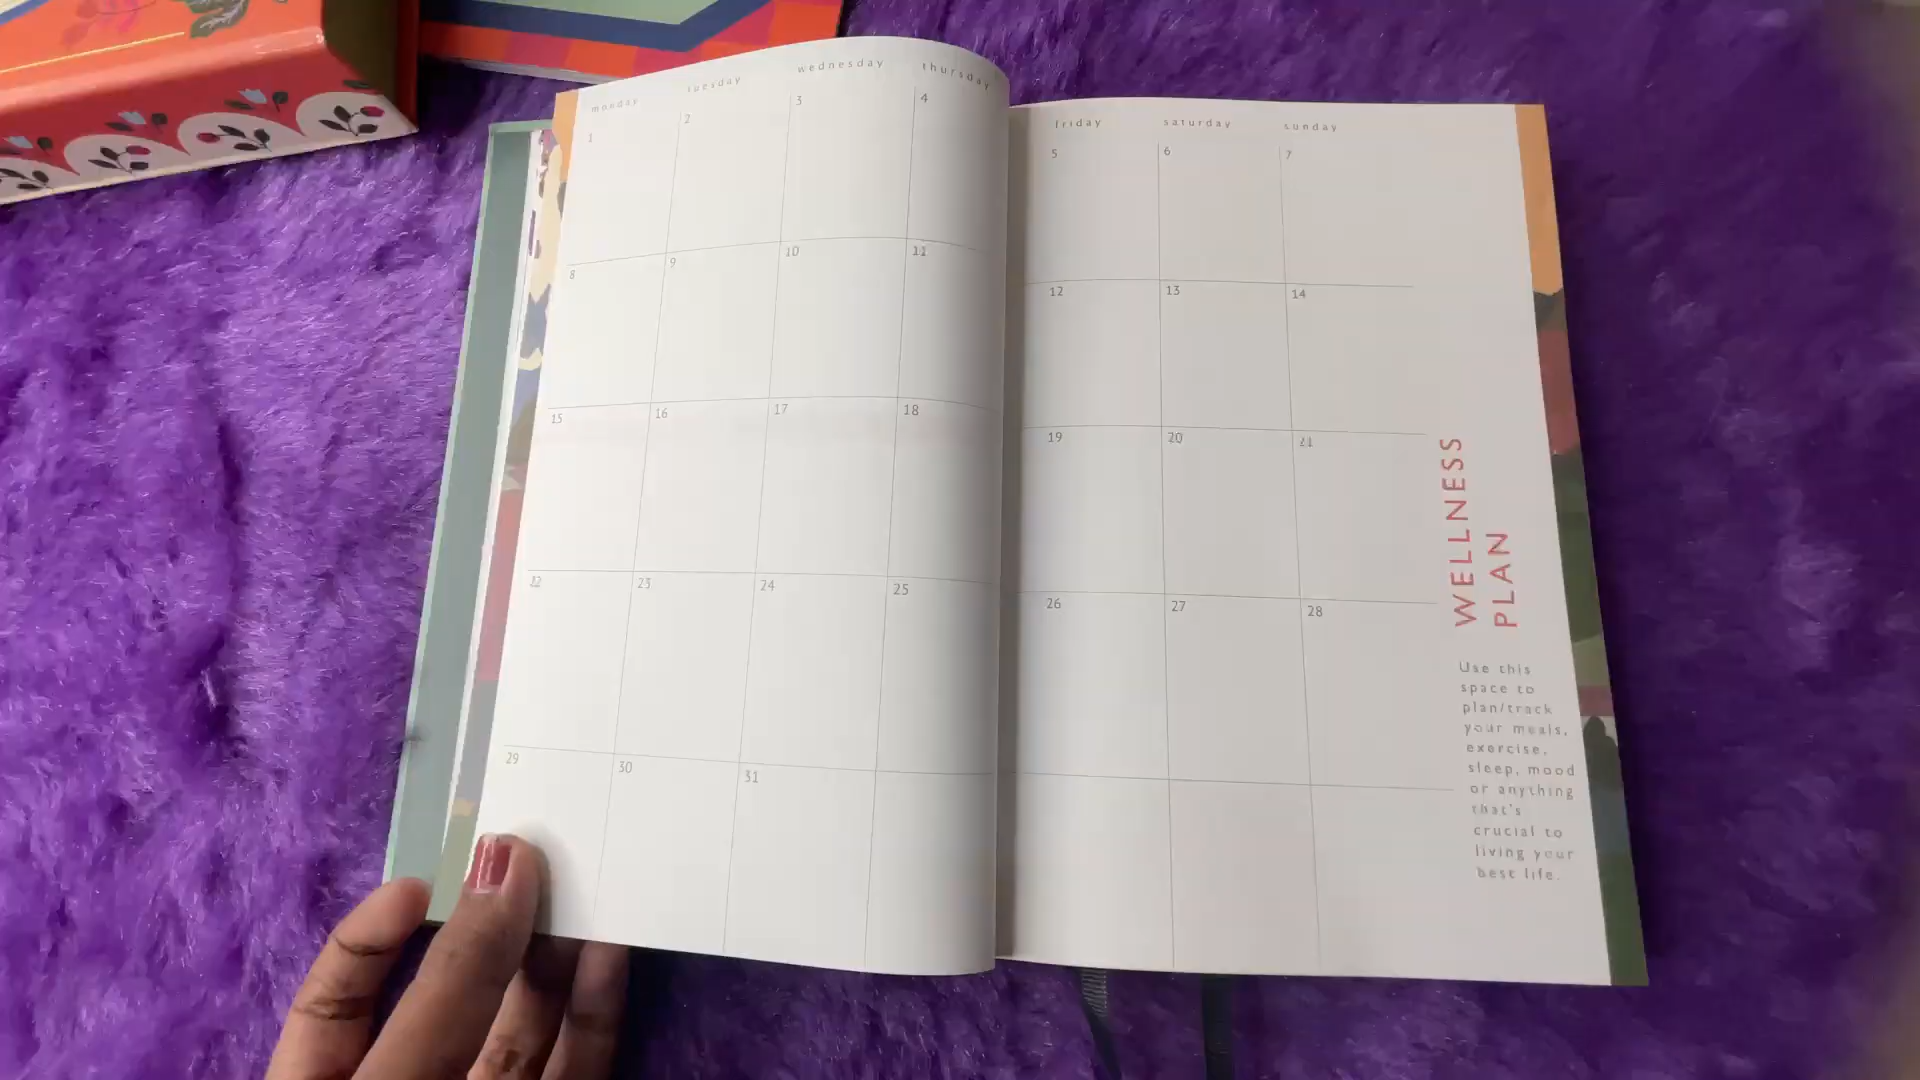 monday tuesday wednesday thursday friday saturday sunday
1 2 3 4 5 6 7
8 9 10 11 12 13 14
15 16 17 18 19 20 21
22 23 24 25 26 27 28
29 30 31
WELLNESS
PLAN
Use this
space to
plan/track
your meals,
exercise,
sleep, mood
or anything
that's
crucial to
living your
best life.